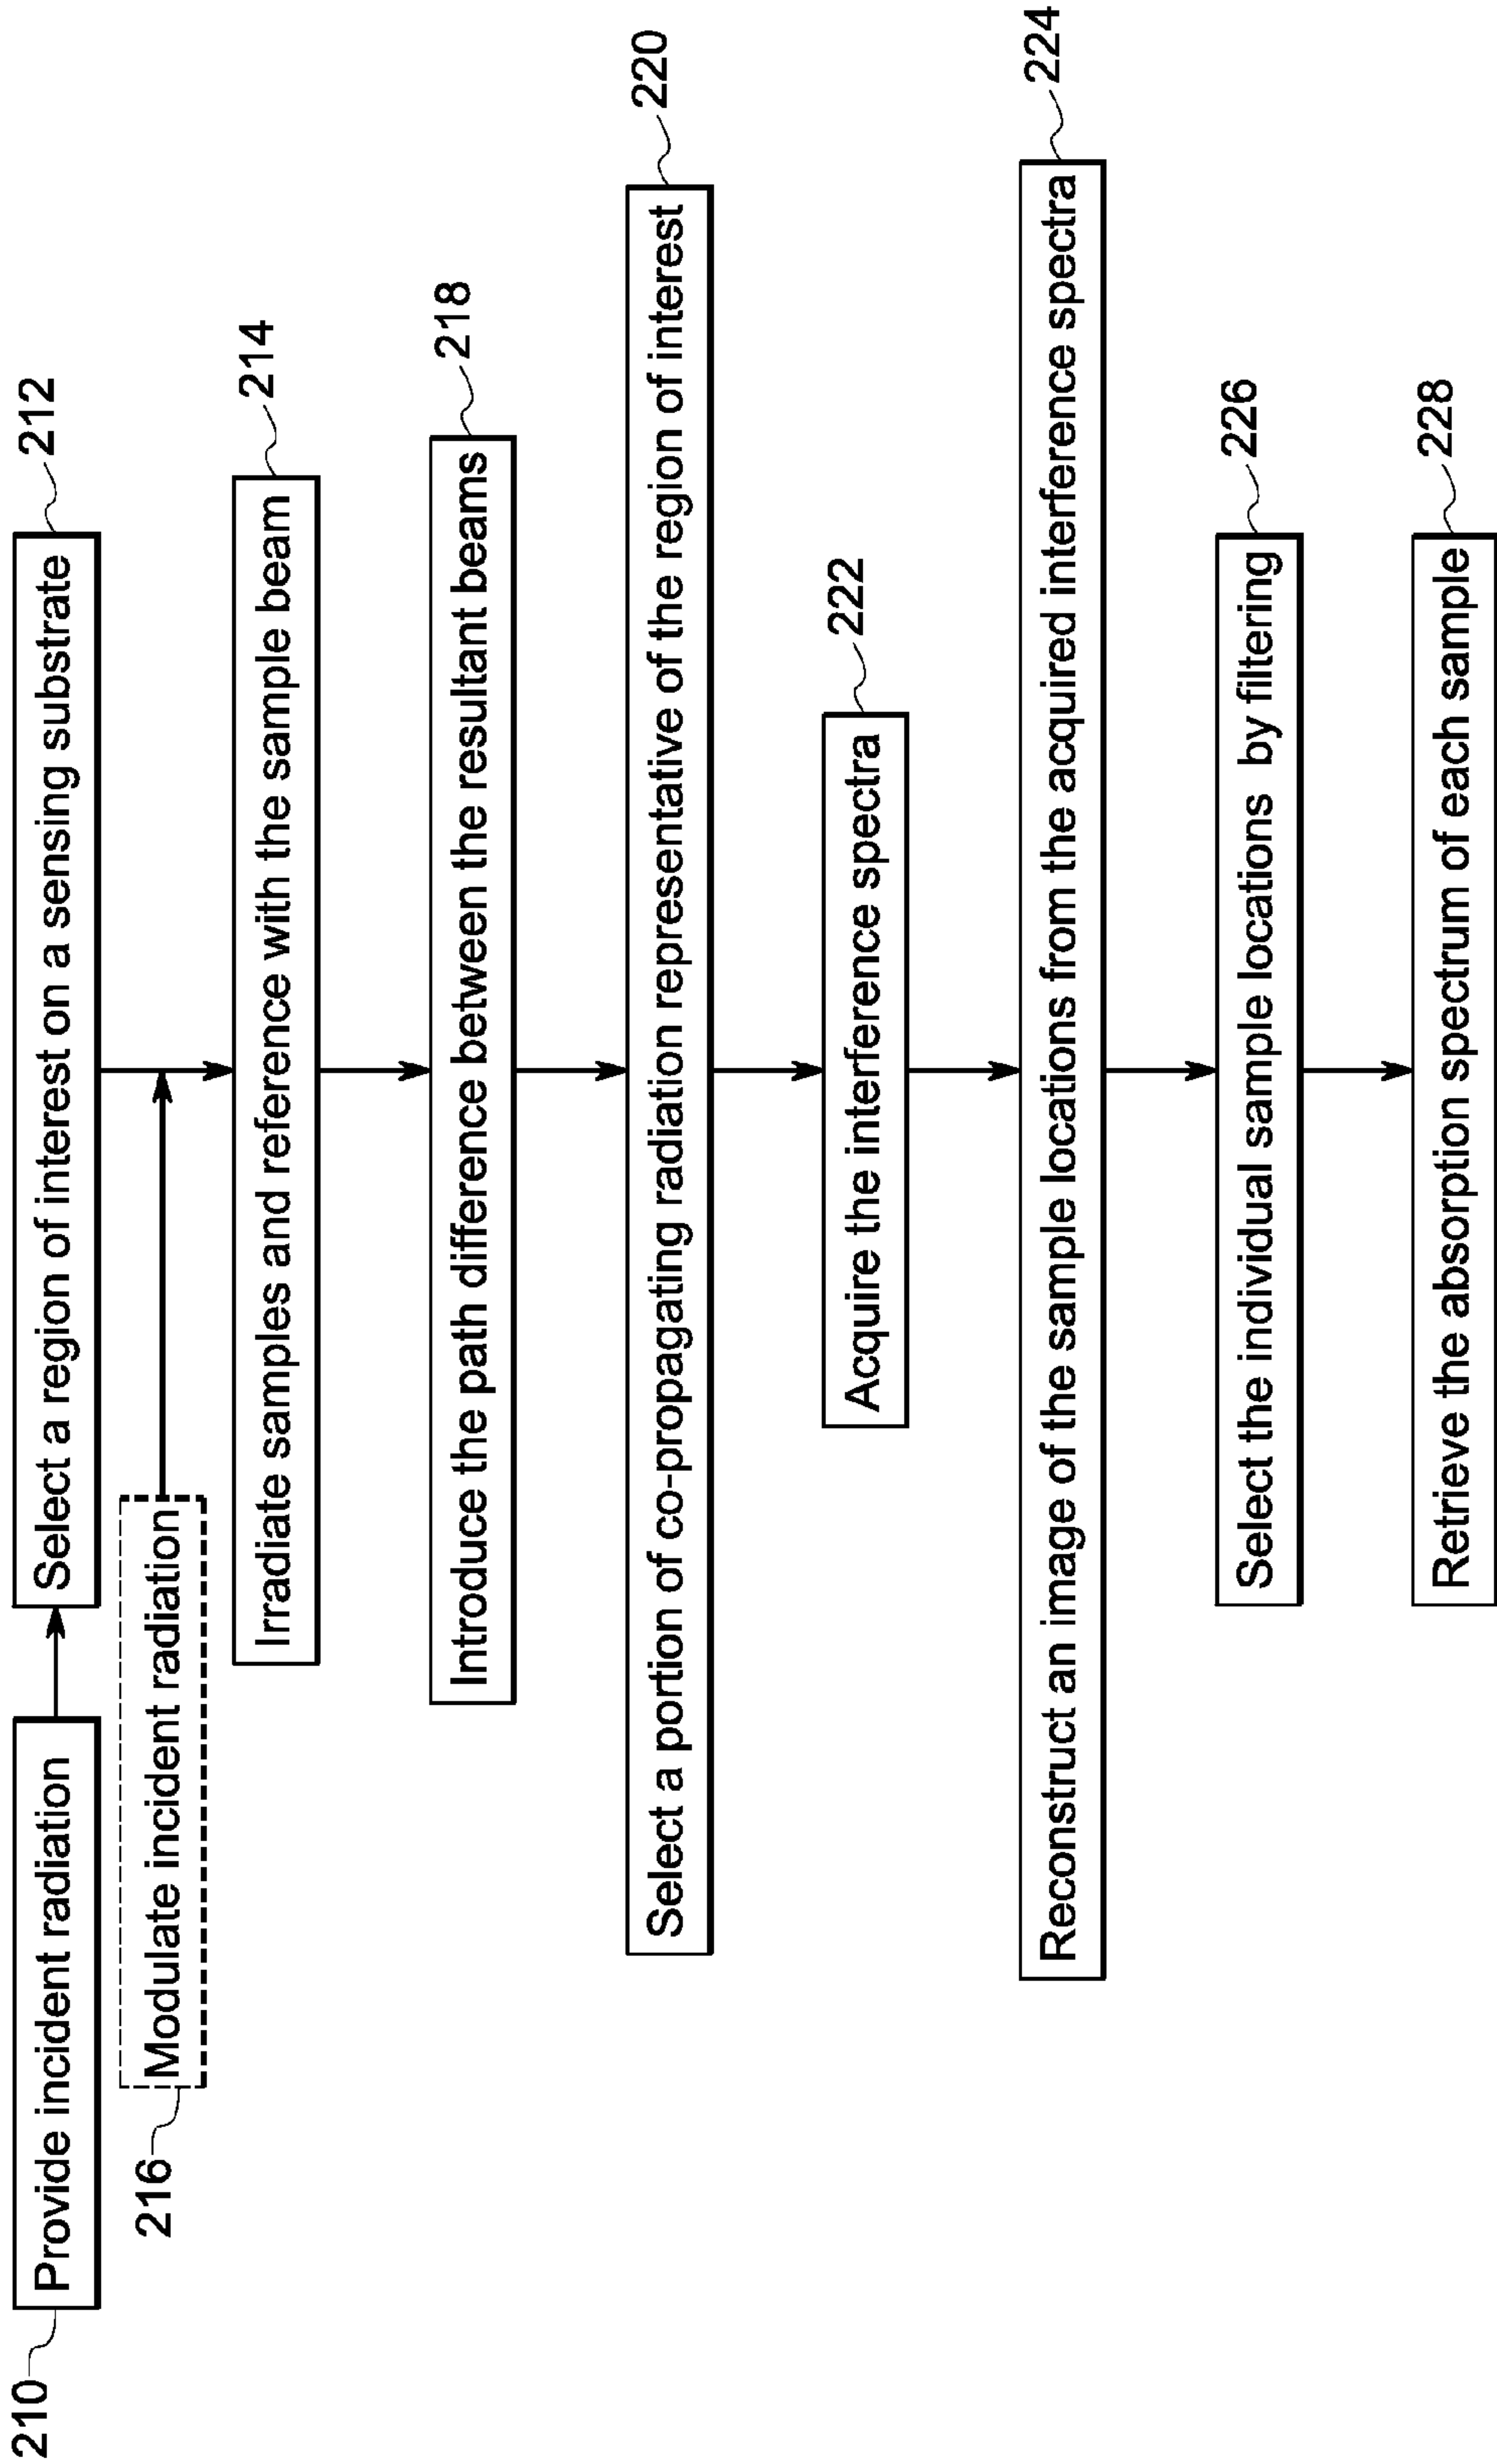 210
Provide incident radiation
Select a region of interest on a sensing substrate
212
216
Modulate incident radiation
Irradiate samples and reference with the sample beam
214
Introduce the path difference between the resultant beams
218
Select a portion of co-propagating radiation representative of the region of interest
220
Acquire the interference spectra
222
Reconstruct an image of the sample locations from the acquired interference spectra
224
Select the individual sample locations by filtering
226
Retrieve the absorption spectrum of each sample
228